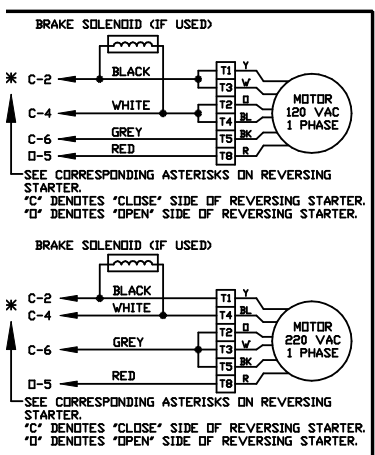 BRAKE SOLENOID (IF USED)
* C-2 BLACK T1 Y
T3 W
C-4 WHITE T2 O
T4 BL
C-6 GREY T5 BK
O-5 RED T8 R
MOTOR
120 VAC
1 PHASE
SEE CORRESPONDING ASTERISKS ON REVERSING
STARTER.
"C" DENOTES "CLOSE" SIDE OF REVERSING STARTER.
"O" DENOTES "OPEN" SIDE OF REVERSING STARTER.
BRAKE SOLENOID (IF USED)
* C-2 BLACK T1 Y
C-4 WHITE T4 BL
T2 O
C-6 GREY T3 W
T5 BK
O-5 RED T8 R
MOTOR
220 VAC
1 PHASE
SEE CORRESPONDING ASTERISKS ON REVERSING
STARTER.
"C" DENOTES "CLOSE" SIDE OF REVERSING STARTER.
"O" DENOTES "OPEN" SIDE OF REVERSING STARTER.